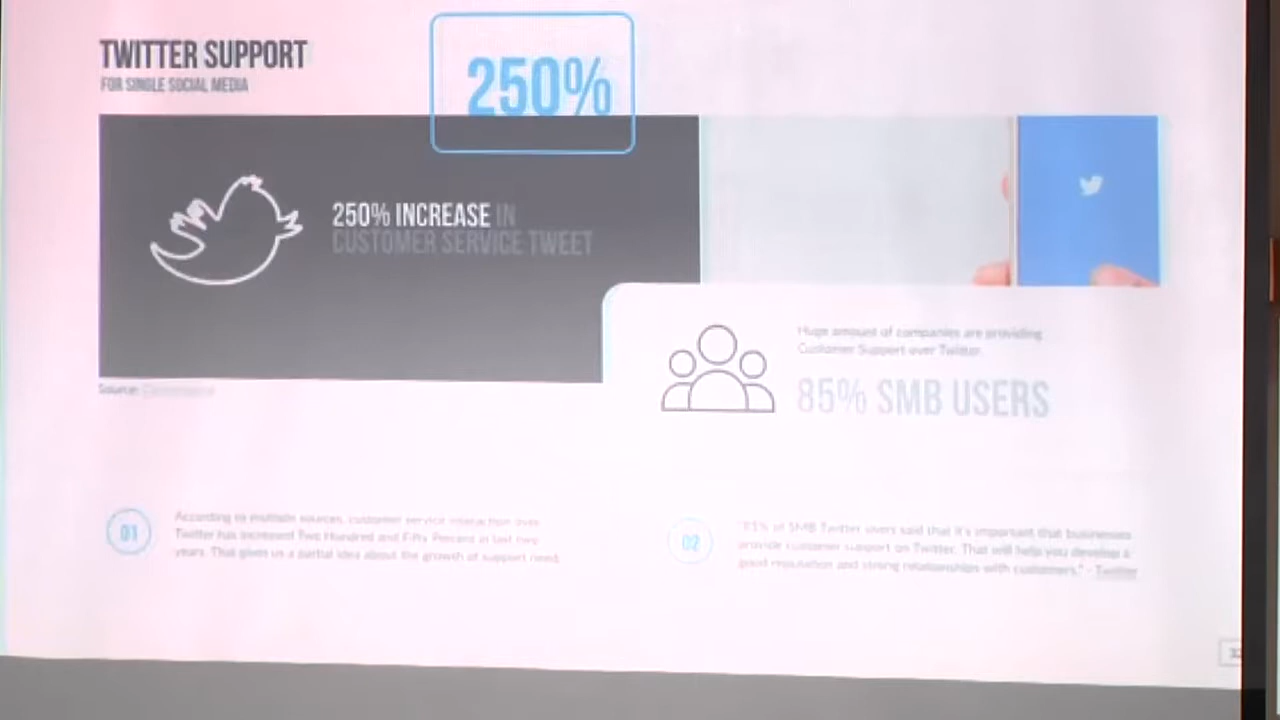 TWITTER SUPPORT
FOR SINGLE SOCIAL MEDIA
250%
250% INCREASE IN
CUSTOMER SERVICE TWEET
Source:
Huge amount of companies are providing
Customer Support over Twitter.
85% SMB USERS
01
According to multiple sources, customer service interaction over
Twitter has increased Two Hundred and Fifty Percent in last two
years. That gives us a partial idea about the growth of support need.
02
of SMB Twitter users said that it's important that businesses
provide customer support on Twitter. That will help you develop a
good reputation and strong relationships with customers." - Twitter